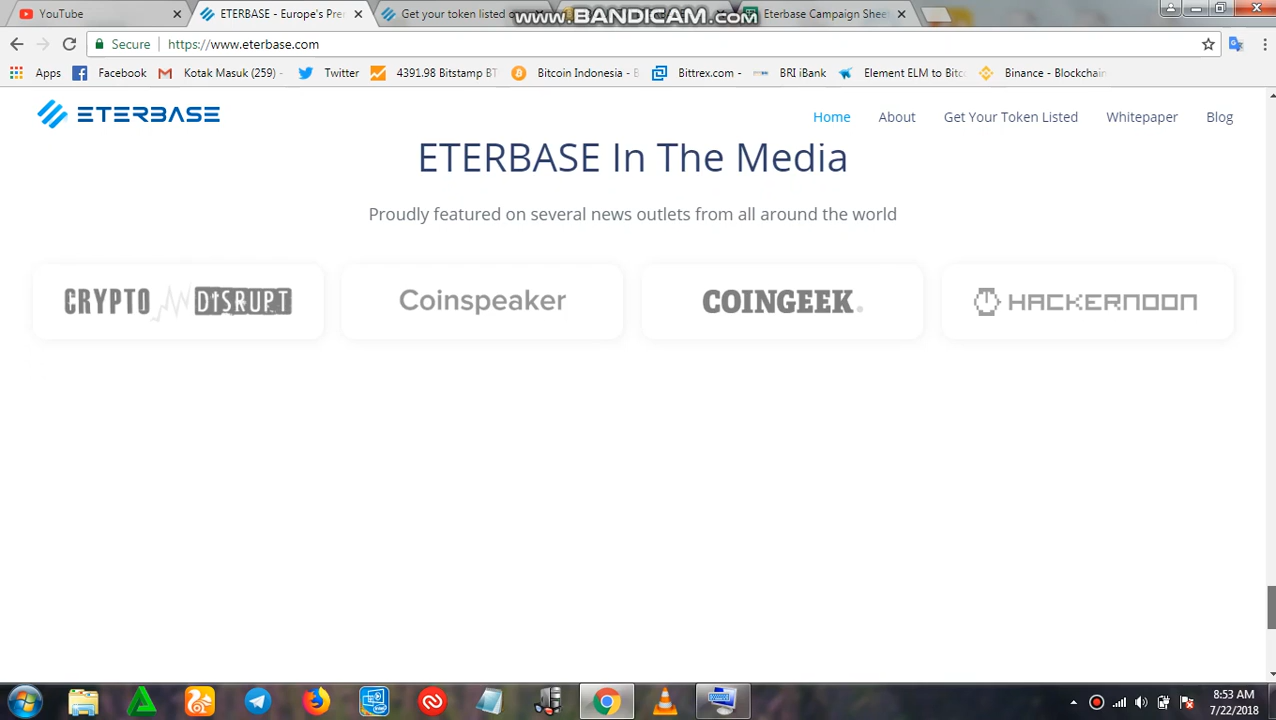 www.BANDICAM.com
YouTube
ETERBASE - Europe's Pre
Get your token listed o
Eterbase Campaign Shee
Secure
https://www.eterbase.com
Apps
Facebook
Kotak Masuk (259) -
Twitter
4391.98 Bitstamp BT
Bitcoin Indonesia - B
Bittrex.com -
BRI iBank
Element ELM to Bitc
Binance - Blockchain
ETERBASE
Home
About
Get Your Token Listed
Whitepaper
Blog
ETERBASE In The Media
Proudly featured on several news outlets from all around the world
CRYPTO DISRUPT
Coinspeaker
COINGEEK.
HACKERNOON
8:53 AM
7/22/2018